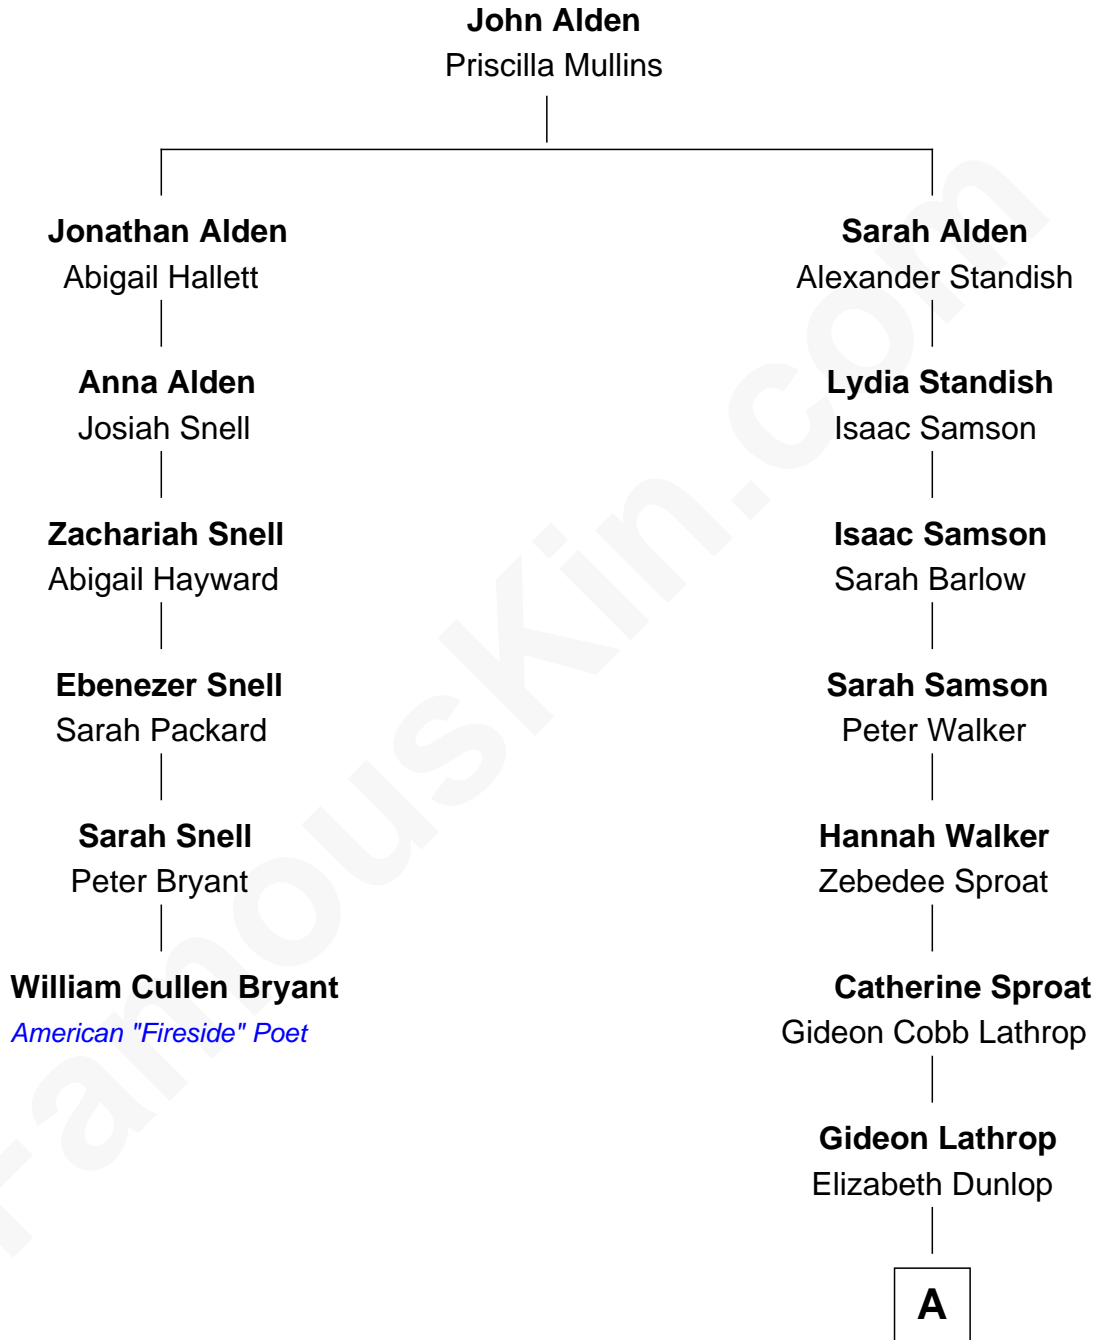 John Alden
Priscilla Mullins
Jonathan Alden
Abigail Hallett
Sarah Alden
Alexander Standish
Anna Alden
Josiah Snell
Lydia Standish
Isaac Samson
Zachariah Snell
Abigail Hayward
Isaac Samson
Sarah Barlow
Ebenezer Snell
Sarah Packard
Sarah Samson
Peter Walker
Sarah Snell
Peter Bryant
Hannah Walker
Zebedee Sproat
William Cullen Bryant
American "Fireside" Poet
Catherine Sproat
Gideon Cobb Lathrop
Gideon Lathrop
Elizabeth Dunlop
A
FamousKin.com